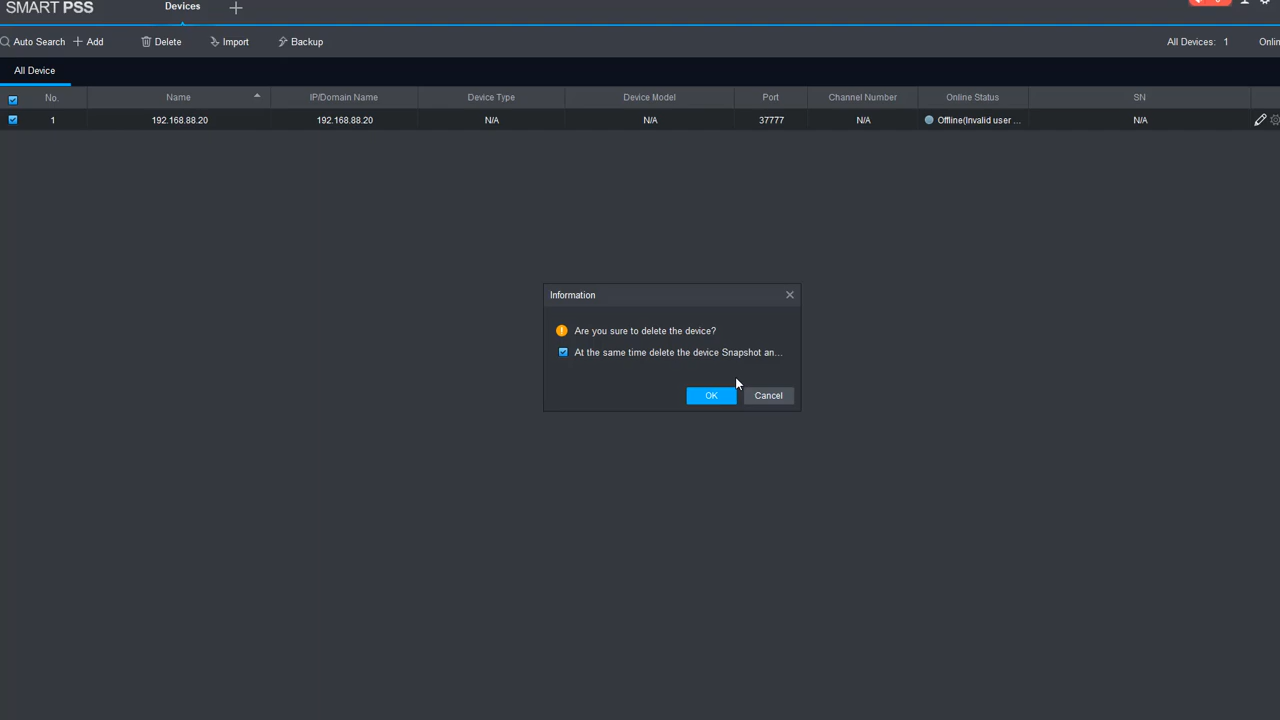 SMART PSS
Devices
Auto Search Add Delete Import Backup All Devices: 1 Onlin
All Device
No. Name IP/Domain Name Device Type Device Model Port Channel Number Online Status SN
1 192.168.88.20 192.168.88.20 N/A N/A 37777 N/A Offline(Invalid user ... N/A
Information
Are you sure to delete the device?
At the same time delete the device Snapshot an...
OK Cancel